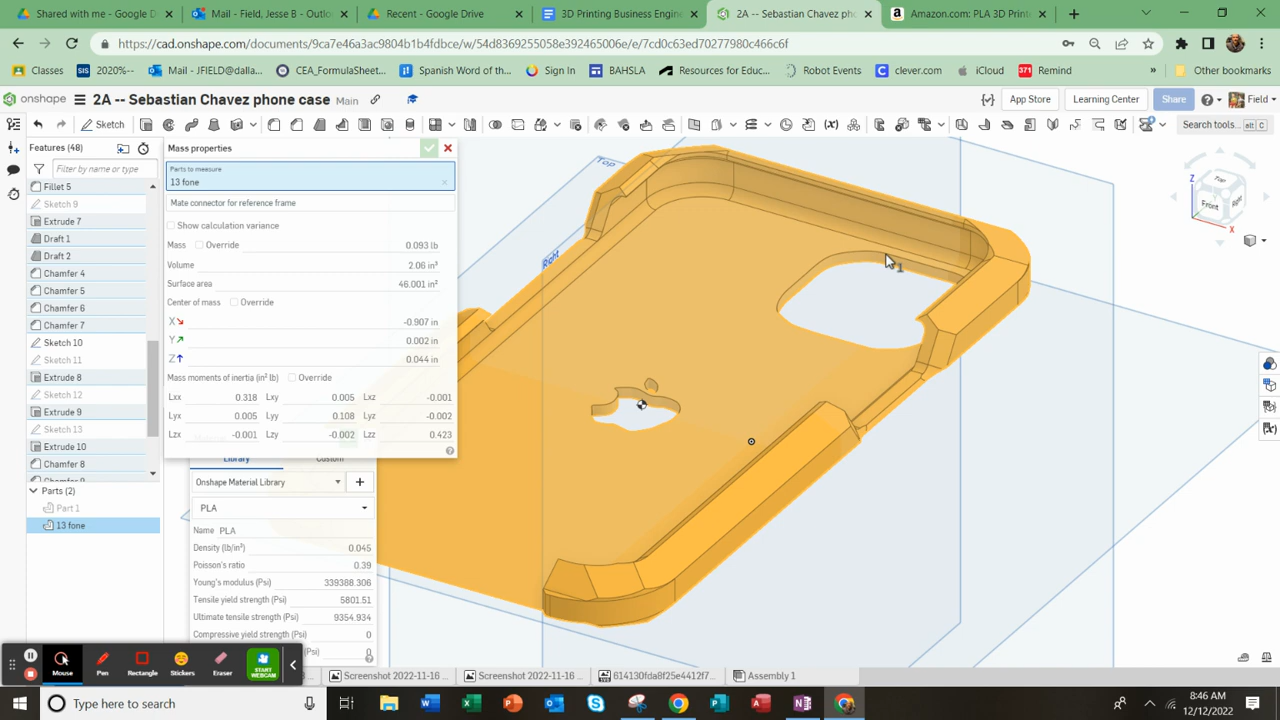 Shared with me - Google D
Mail - Field, Jesse B - Outlo
Recent - Google Drive
3D Printing Business Engine
2A -- Sebastian Chavez pho
Amazon.com: PLA 3D Print
https://cad.onshape.com/documents/9ca7e46a3ac9804b1b4fdbce/w/54d8369255058e392465006e/e/7cd0c63ed70277980c466c6f
Classes
SIS 2020%--...
Mail - JFIELD@dalla...
CEA_FormulaSheet...
Spanish Word of th...
Sign In
BAHSLA
Resources for Educ...
Robot Events
clever.com
iCloud
371 Remind
»
Other bookmarks
onshape
2A -- Sebastian Chavez phone case
Main
App Store
Learning Center
Share
Field
Sketch
Search tools...
alt C
Features (48)
Filter by name or type
Fillet 5
Sketch 9
Extrude 7
Draft 1
Draft 2
Chamfer 4
Chamfer 5
Chamfer 6
Chamfer 7
Sketch 10
Sketch 11
Extrude 8
Sketch 12
Extrude 9
Sketch 13
Extrude 10
Chamfer 8
Parts (2)
Part 1
13 fone
Mass properties
Parts to measure
13 fone
Mate connector for reference frame
Show calculation variance
Mass Override 0.093 lb
Volume 2.06 in³
Surface area 46.001 in²
Center of mass Override
X -0.907 in
Y 0.002 in
Z 0.044 in
Mass moments of inertia (in² lb) Override
Lxx 0.318 Lxy 0.005 Lxz -0.001
Lyx 0.005 Lyy 0.108 Lyz -0.002
Lzx -0.001 Lzy -0.002 Lzz 0.423
Library
Custom
Onshape Material Library
PLA
Name PLA
Density (lb/in³) 0.045
Poisson's ratio 0.39
Young's modulus (Psi) 339388.306
Tensile yield strength (Psi) 5801.51
Ultimate tensile strength (Psi) 9354.934
Compressive yield strength (Psi) 0
0
Top
Right
1
Z
Top
Front
Right
X
Mouse
Pen
Rectangle
Stickers
Eraser
START WEBCAM
Screenshot 2022-11-16 ...
Screenshot 2022-11-16 ...
814130fda8f25e4412f7...
Assembly 1
Type here to search
8:46 AM
12/12/2022